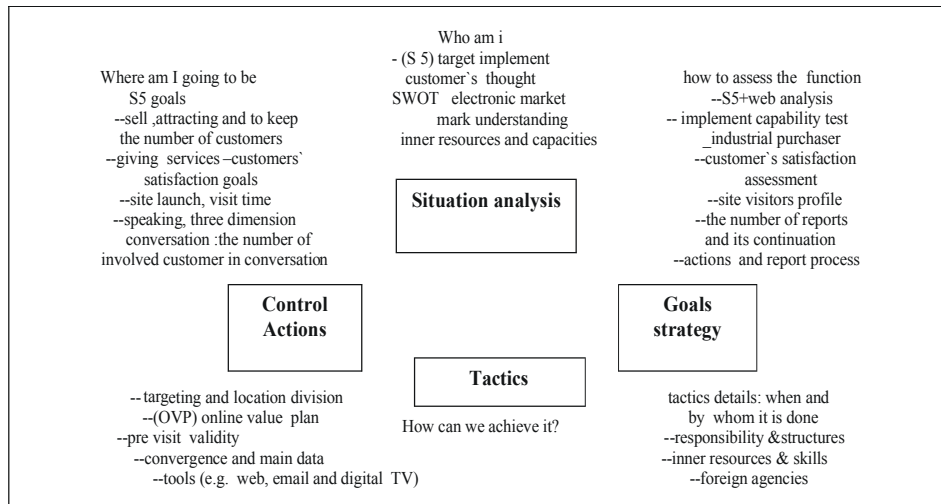 Who am i
- (S 5) target implement
customer`s thought
SWOT electronic market
mark understanding
inner resources and capacities
Where am I going to be
S5 goals
--sell ,attracting and to keep
the number of customers
--giving services –customers`
satisfaction goals
--site launch, visit time
--speaking, three dimension
conversation :the number of
involved customer in conversation
how to assess the function
--S5+web analysis
-- implement capability test
_industrial purchaser
--customer`s satisfaction
assessment
--site visitors profile
--the number of reports
and its continuation
--actions and report process
Situation analysis
Control
Actions
Goals
strategy
Tactics
-- targeting and location division
--(OVP) online value plan
--pre visit validity
--convergence and main data
--tools (e.g. web, email and digital TV)
How can we achieve it?
tactics details: when and
by whom it is done
--responsibility &structures
--inner resources & skills
--foreign agencies